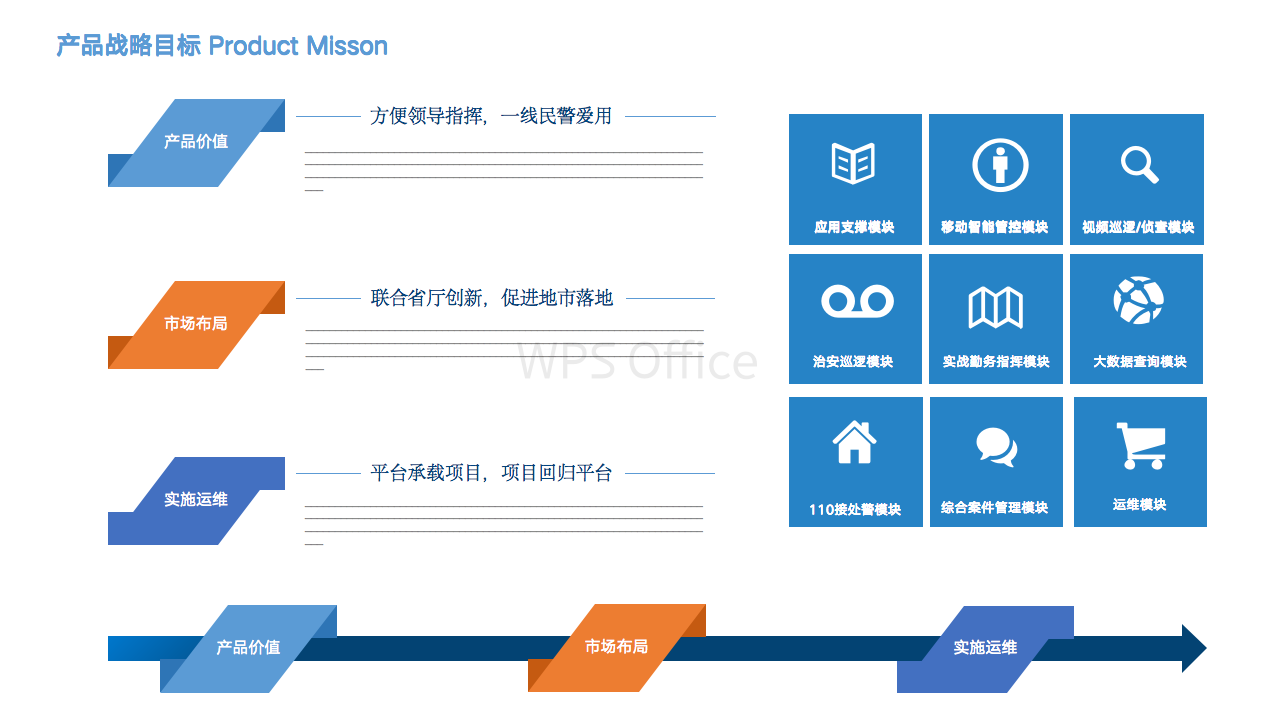 产品战略目标 Product Misson
产品价值
方便领导指挥，一线民警爱用
市场布局
联合省厅创新，促进地市落地
实施运维
平台承载项目，项目回归平台
应用支撑模块
移动智能管控模块
视频巡逻/侦查模块
治安巡逻模块
实战勤务指挥模块
大数据查询模块
110接处警模块
综合案件管理模块
运维模块
WPS Office
产品价值
市场布局
实施运维